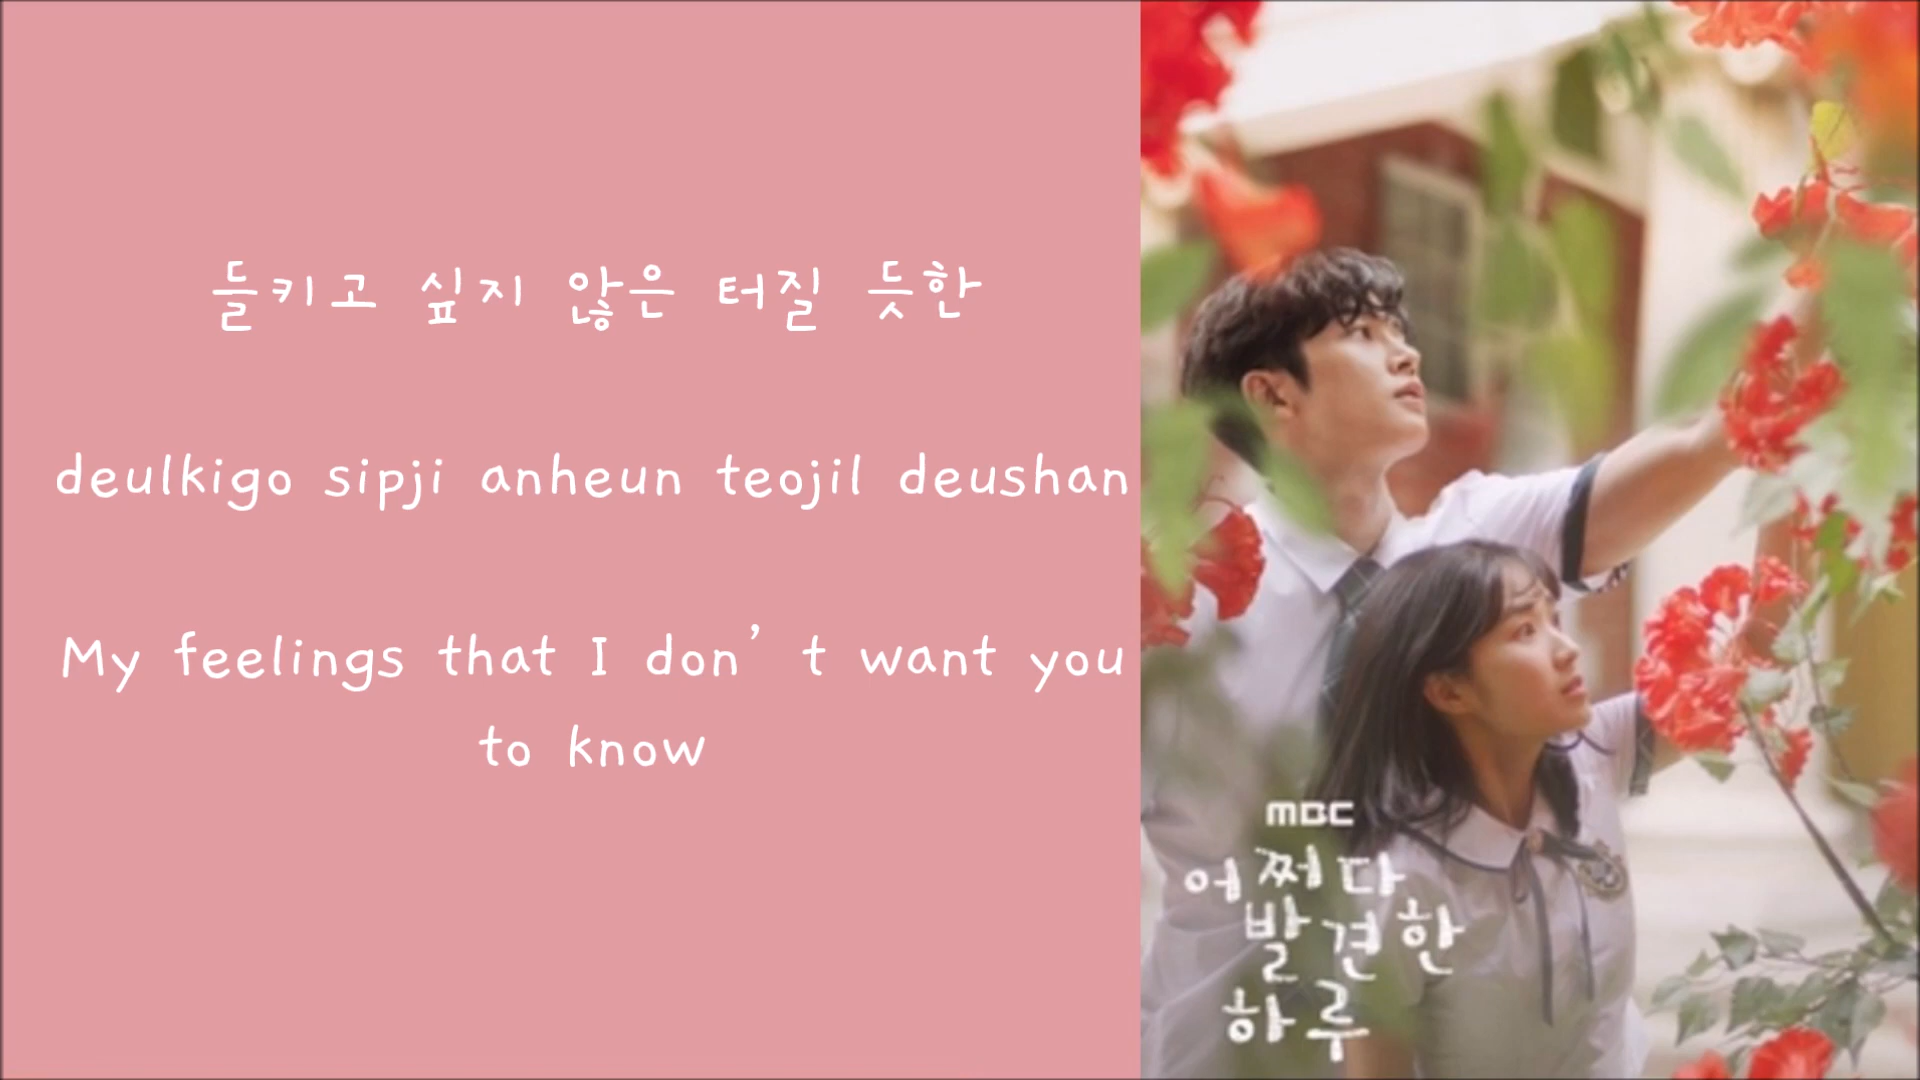 들키고 싶지 않은 터질 듯한
deulkigo sipji anheun teojil deushan
My feelings that I don’t want you
to know
MBC
어쩌다
발견한
하루